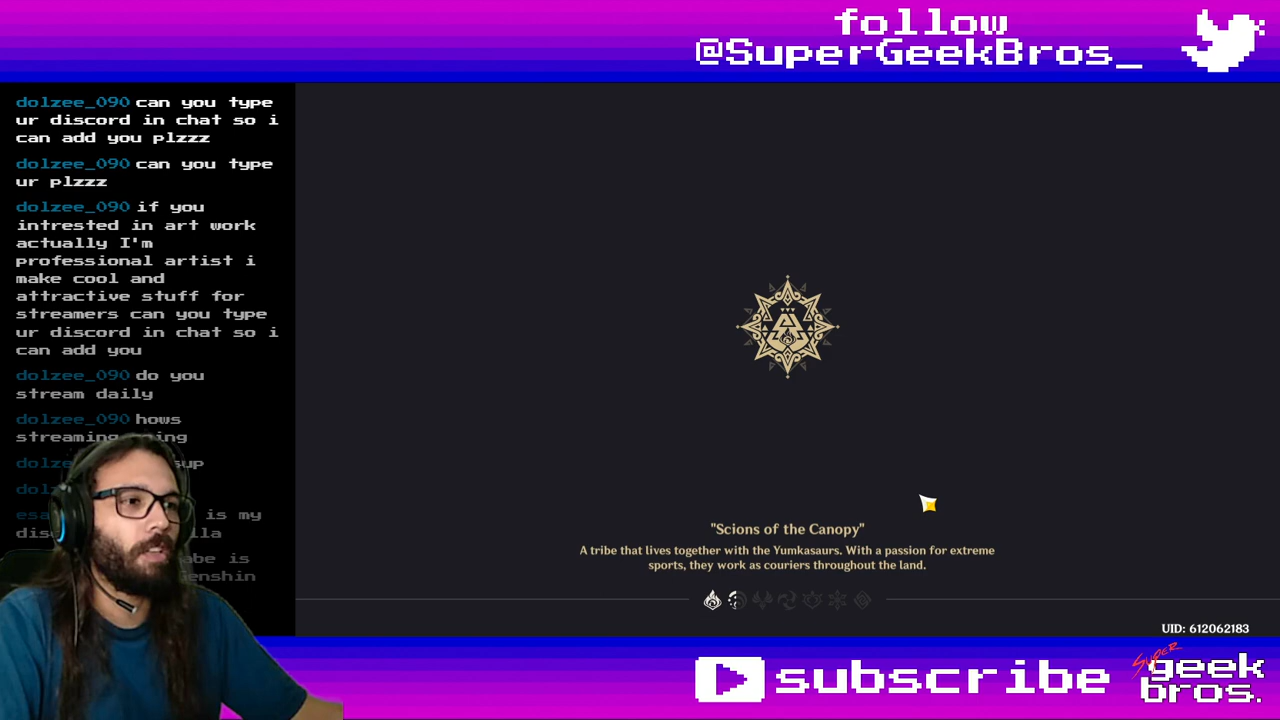 follow
@SuperGeekBros_
dolzee_090 can you type
ur discord in chat so i
can add you plzzz
dolzee_090 can you type
ur plzzz
dolzee_090 if you
intrested in art work
actually I'm
professional artist i
make cool and
attractive stuff for
streamers can you type
ur discord in chat so i
can add you
dolzee_090 do you
stream daily
dolzee_090 hows
streaming
is my
"Scions of the Canopy"
A tribe that lives together with the Yumkasaurs. With a passion for extreme
sports, they work as couriers throughout the land.
UID: 612062183
subscribe
SUPER
geek
bros.